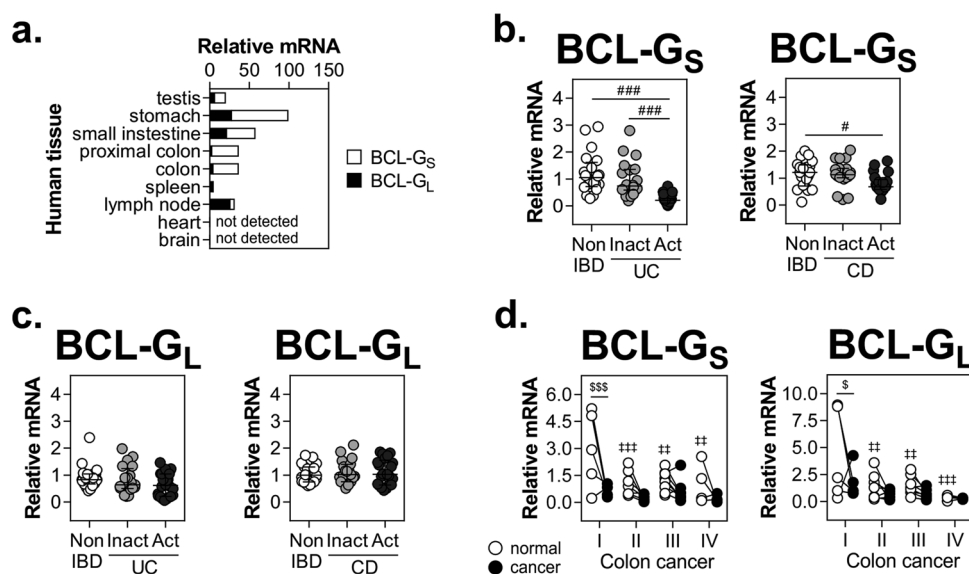 a.
Relative mRNA
0 50 100 150
Human tissue
testis
stomach
small instestine
proximal colon
colon
spleen
lymph node
heart not detected
brain not detected
BCL-GS
BCL-GL
b.
BCL-GS
Relative mRNA
4
3
2
1
0
###
###
Non Inact Act
IBD UC
BCL-GS
Relative mRNA
4
3
2
1
0
#
Non Inact Act
IBD CD
c.
BCL-GL
Relative mRNA
4
3
2
1
0
Non Inact Act
IBD UC
BCL-GL
Relative mRNA
4
3
2
1
0
Non Inact Act
IBD CD
d.
BCL-GS
Relative mRNA
6.0
4.5
3.0
1.5
0.0
$$$
‡‡‡ ‡‡ ‡‡
I II III IV
Colon cancer
normal
cancer
BCL-GL
Relative mRNA
10.0
7.5
5.0
2.5
0.0
$
‡‡ ‡‡ ‡‡‡
I II III IV
Colon cancer